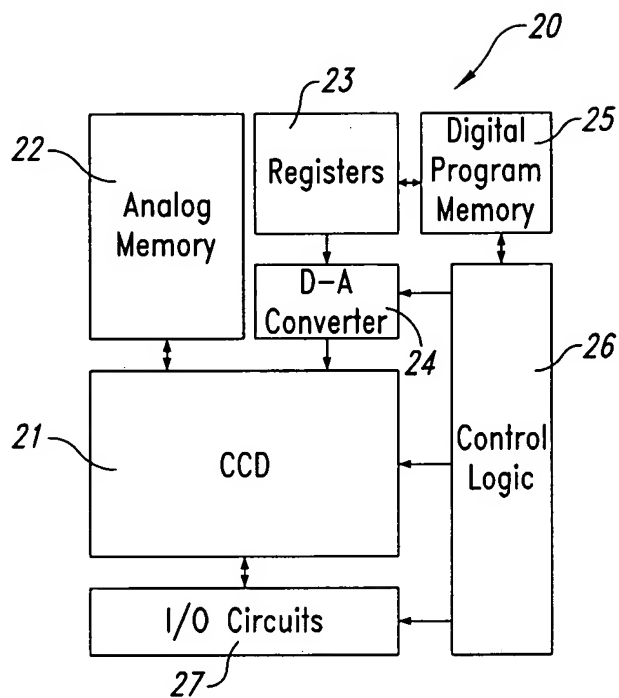 20
23
25
22
Registers
Digital
Program
Memory
Analog
Memory
D-A
Converter
24
26
21
CCD
Control
Logic
I/O Circuits
27